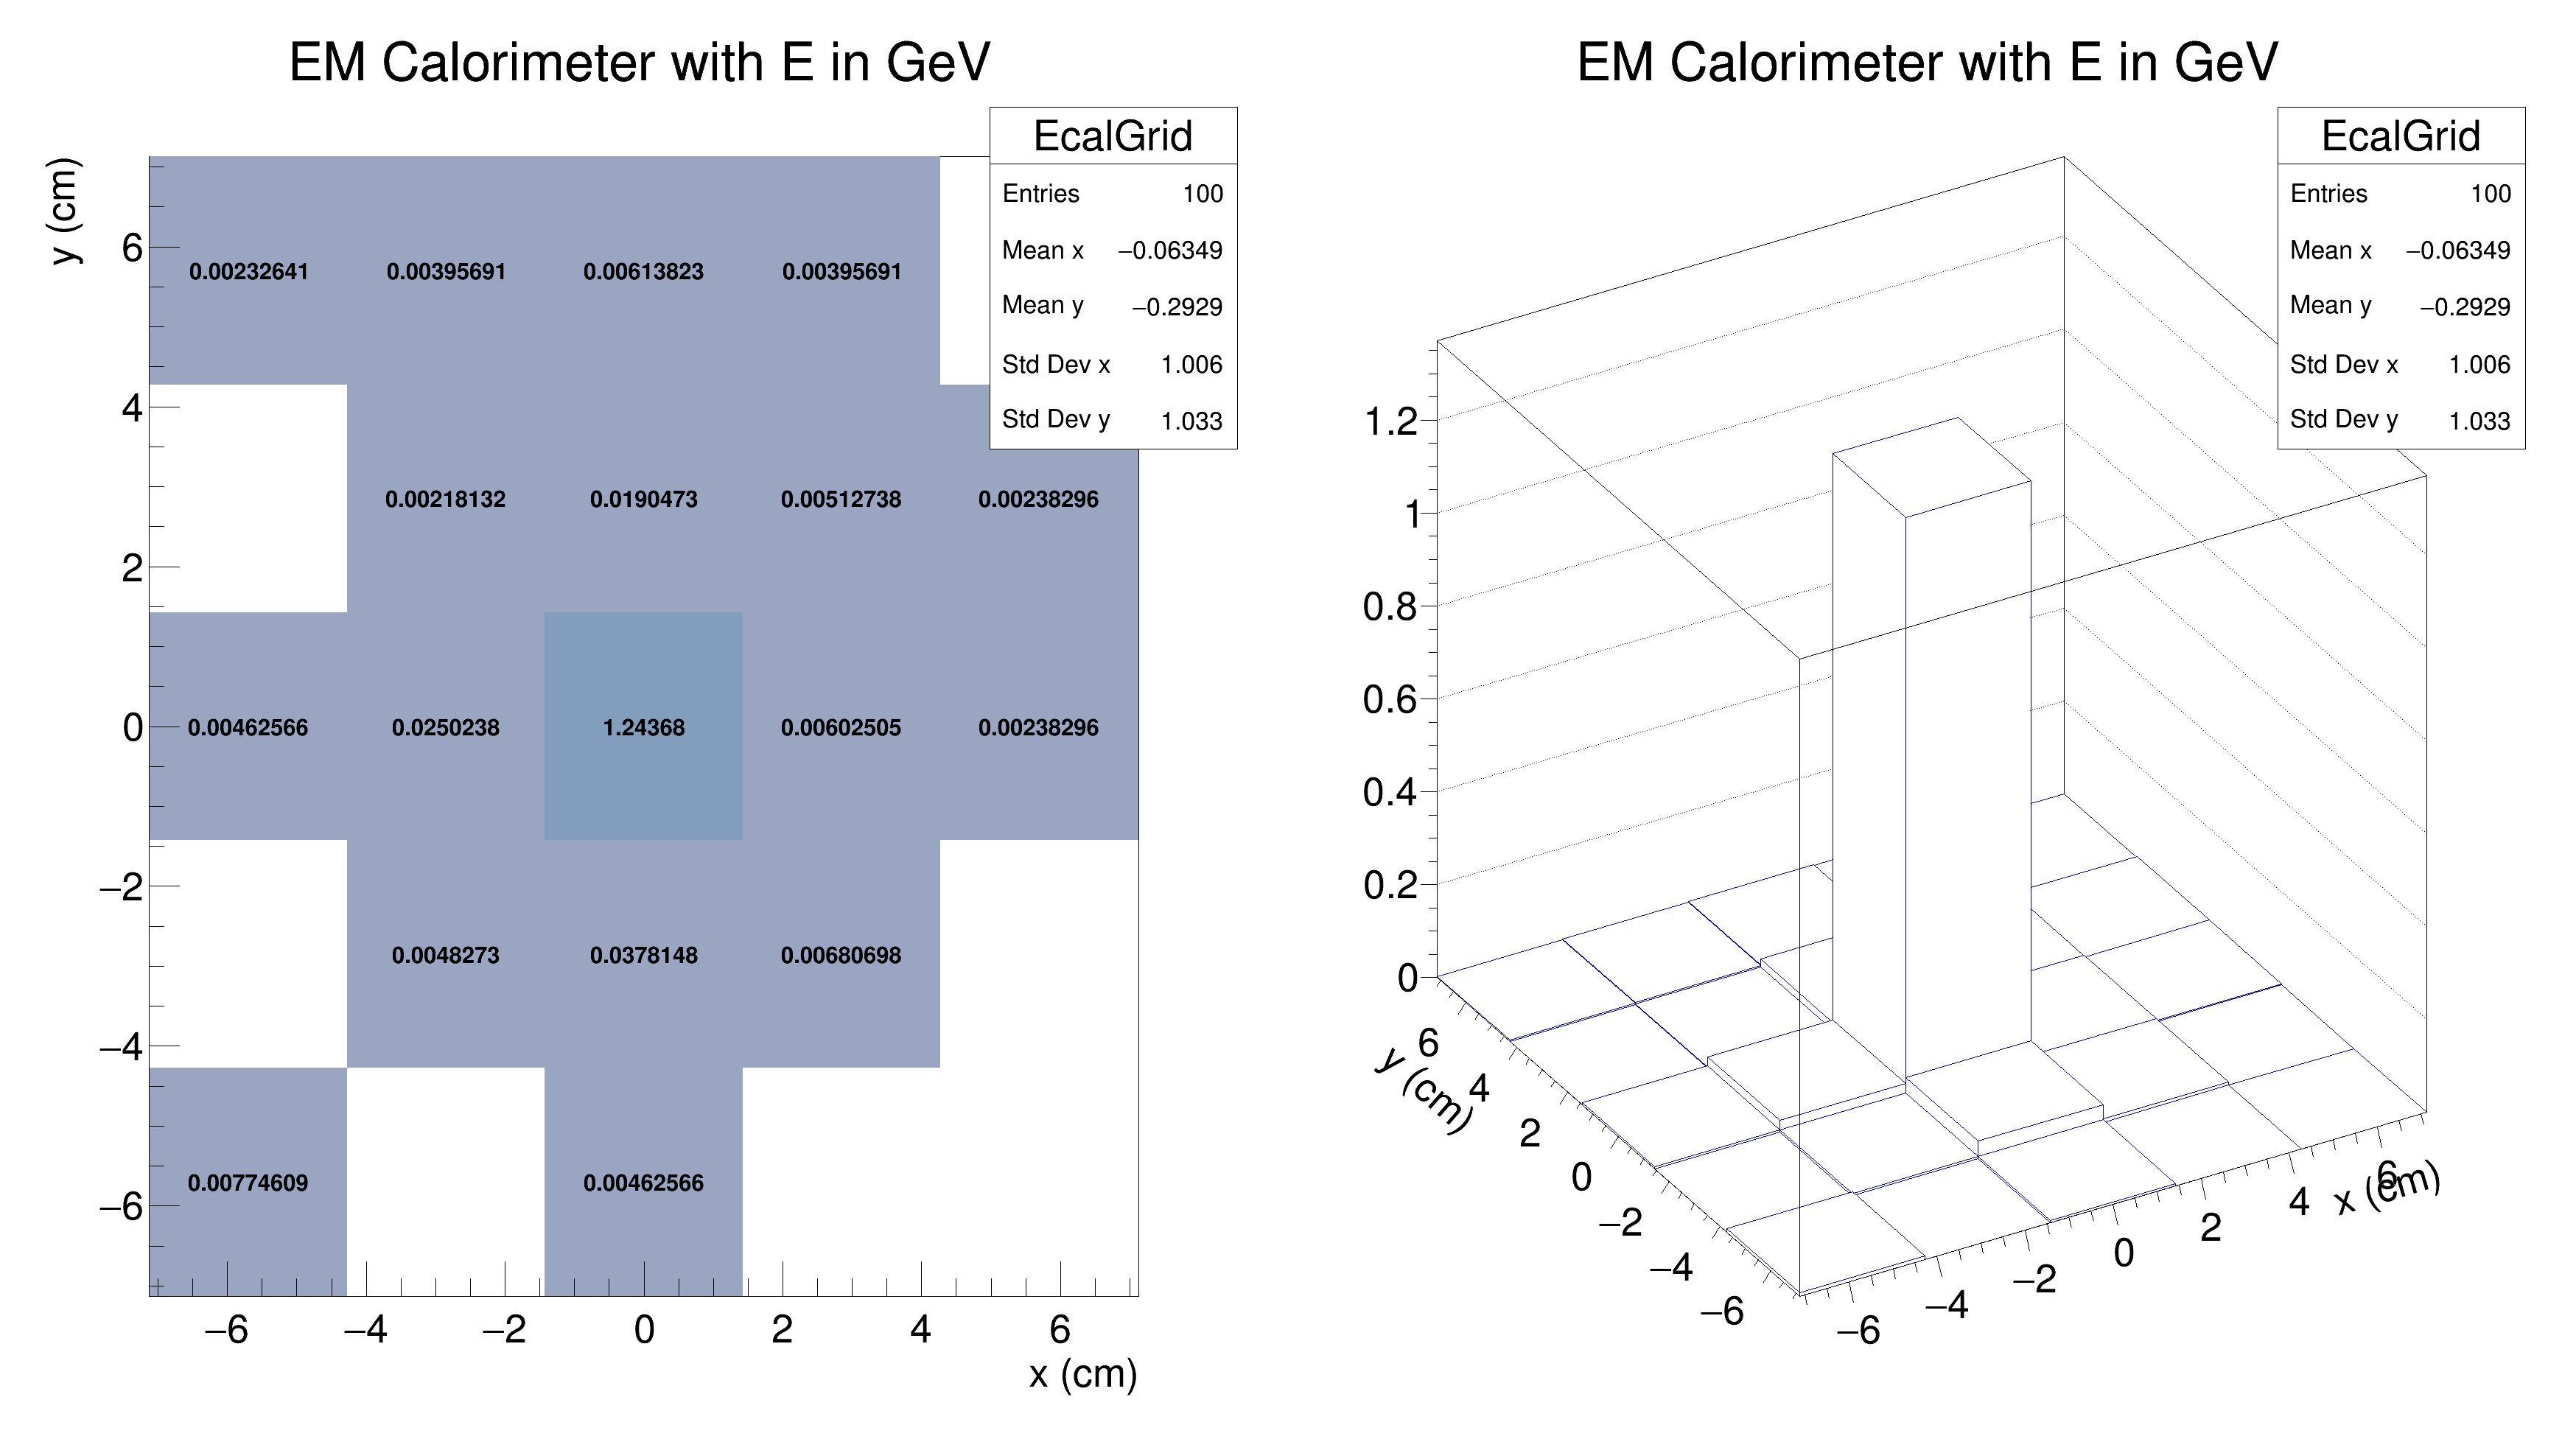 EM Calorimeter with E in GeV
EcalGrid
Entries 100
Mean x −0.06349
Mean y −0.2929
Std Dev x 1.006
Std Dev y 1.033
y (cm)
6
4
2
0
−2
−4
−6
0.00232641 0.00395691 0.00613823 0.00395691
0.00218132 0.0190473 0.00512738 0.00238296
0.00462566 0.0250238 1.24368 0.00602505 0.00238296
0.0048273 0.0378148 0.00680698
0.00774609 0.00462566
−6 −4 −2 0 2 4 6
x (cm)
EM Calorimeter with E in GeV
EcalGrid
Entries 100
Mean x −0.06349
Mean y −0.2929
Std Dev x 1.006
Std Dev y 1.033
1.2
1
0.8
0.6
0.4
0.2
0
y (cm)
6
4
2
0
−2
−4
−6
−6 −4 −2 0 2 4 6
x (cm)